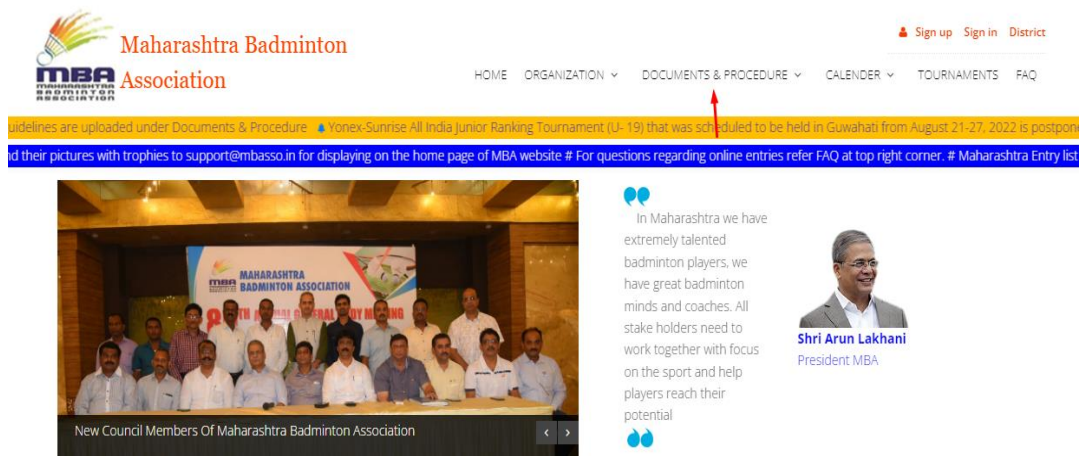 Maharashtra Badminton
Association
MBA
MAHARASHTRA
BADMINTON
ASSOCIATION
Sign up Sign in District
HOME ORGANIZATION DOCUMENTS & PROCEDURE CALENDER TOURNAMENTS FAQ
uidelines are uploaded under Documents & Procedure Yonex-Sunrise All India Junior Ranking Tournament (U- 19) that was scheduled to be held in Guwahati from August 21-27, 2022 is postpone
nd their pictures with trophies to support@mbasso.in for displaying on the home page of MBA website # For questions regarding online entries refer FAQ at top right corner. # Maharashtra Entry list
MBA
MAHARASHTRA
BADMINTON ASSOCIATION
New Council Members Of Maharashtra Badminton Association
In Maharashtra we have
extremely talented
badminton players, we
have great badminton
minds and coaches. All
stake holders need to
work together with focus
on the sport and help
players reach their
potential
Shri Arun Lakhani
President MBA